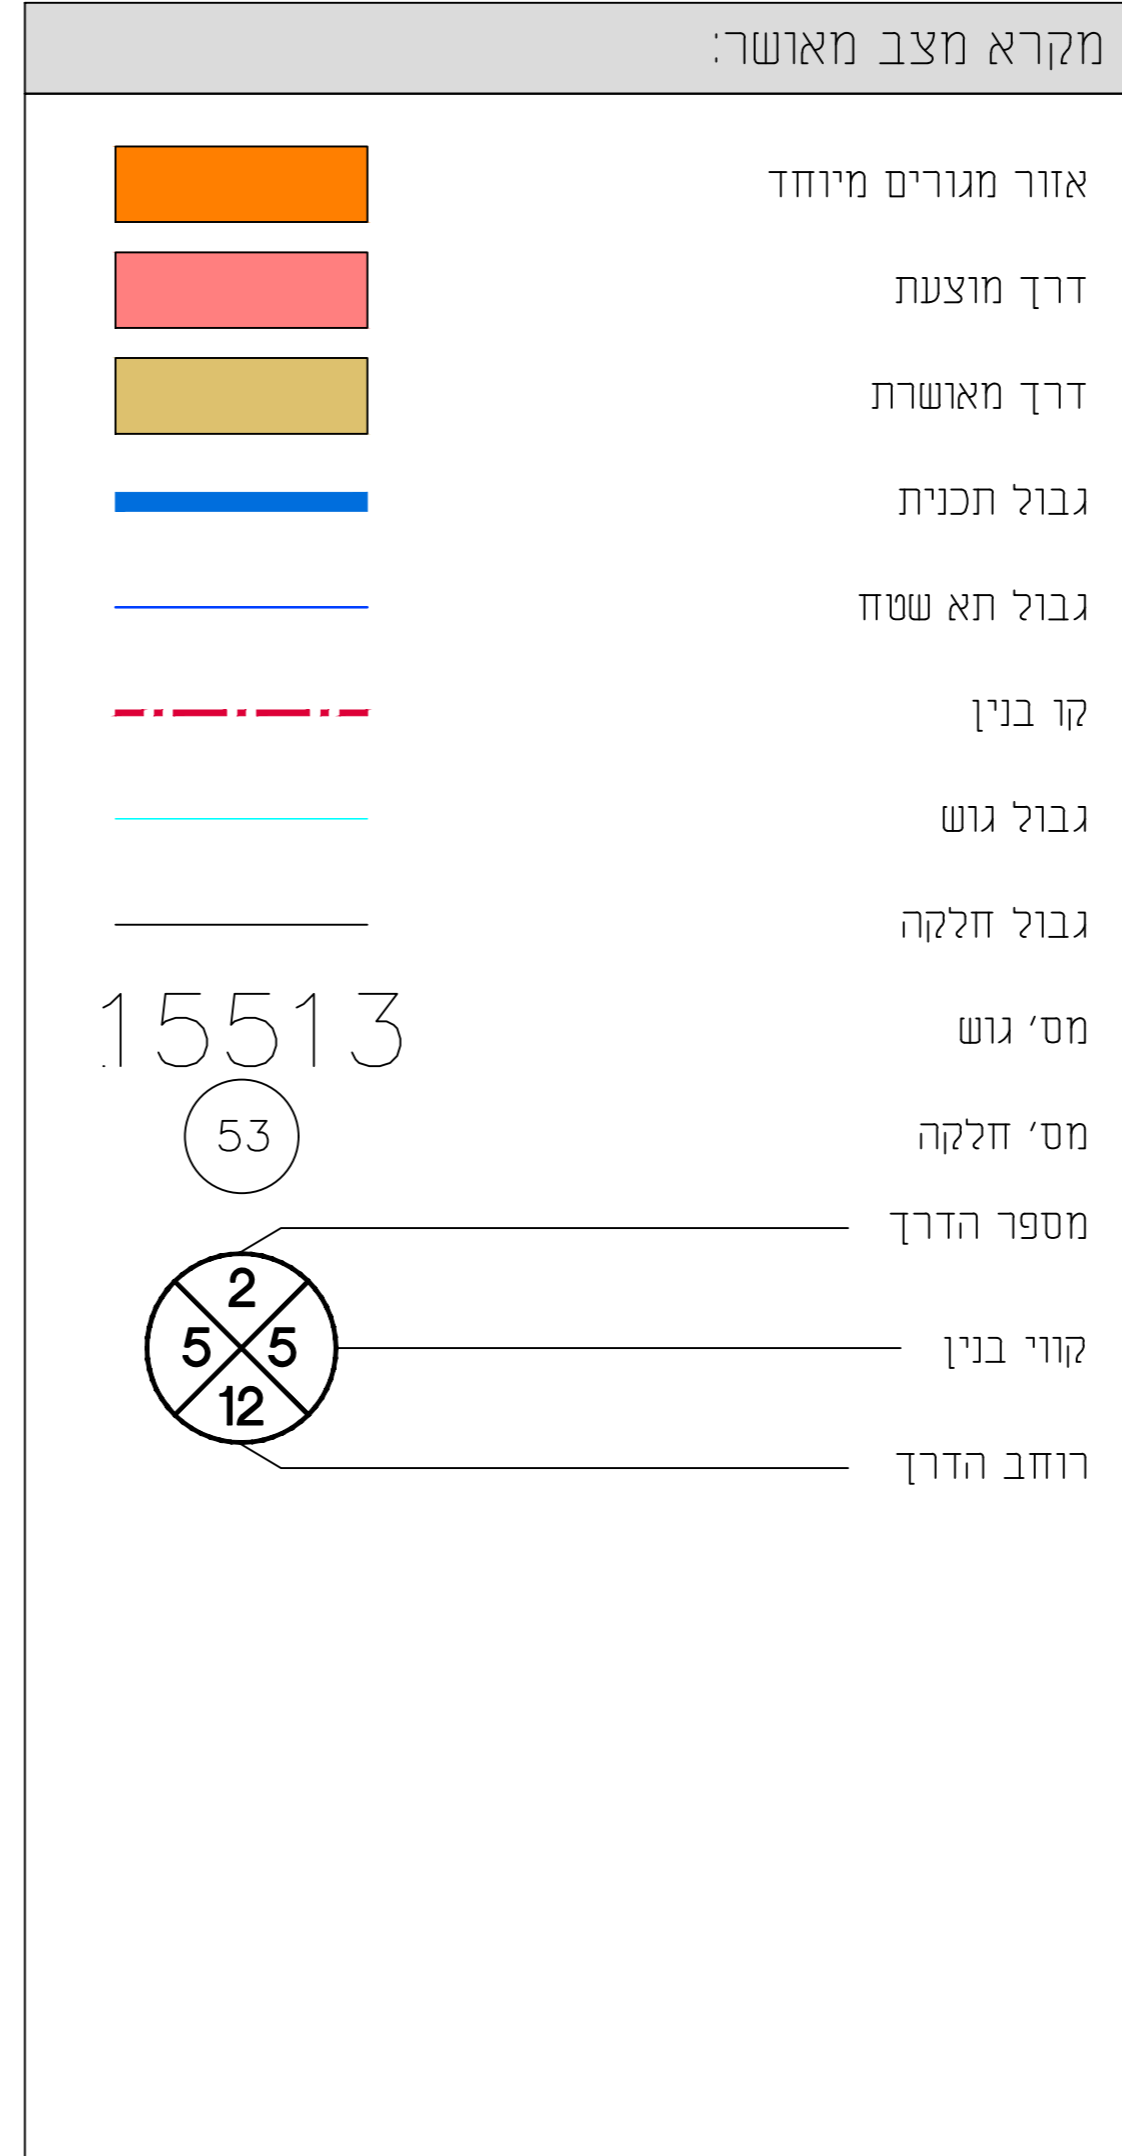 מקרא מצב מאושר:
אזור מגורים מיוחד
דרך מוצעת
דרך מאושרת
גבול תכנית
גבול תא שטח
קו בנין
גבול גוש
גבול חלקה
מס' גוש 15513
מס' חלקה 53
מספר הדרך 2
קווי בנין 5 5
רוחב הדרך 12